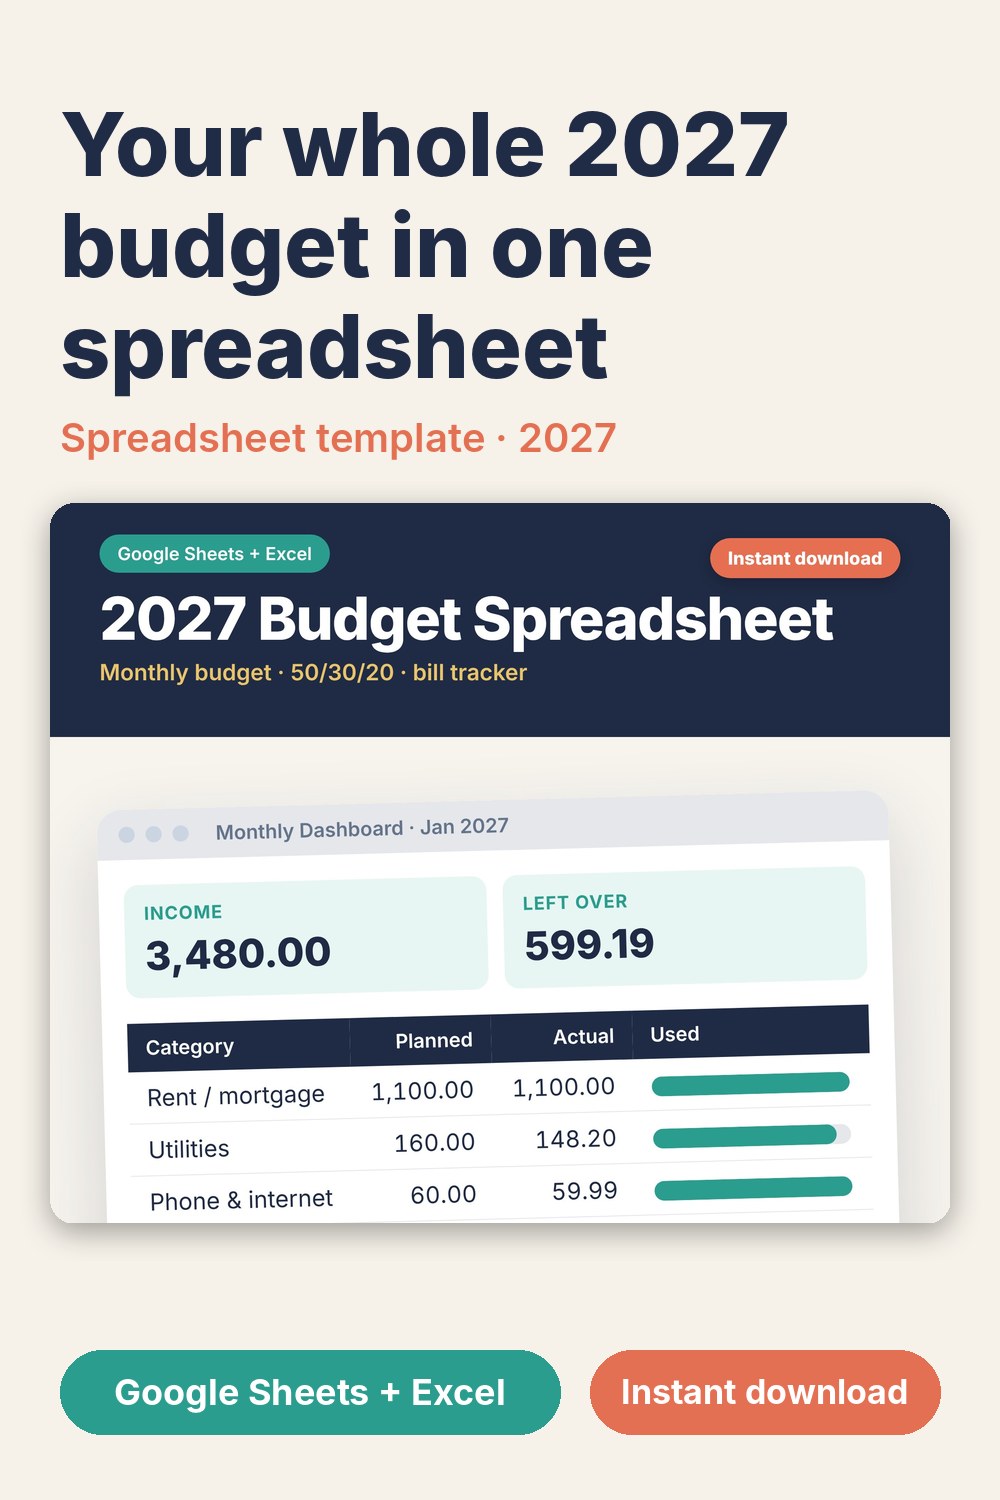 Your whole 2027
budget in one
spreadsheet
Spreadsheet template · 2027
Google Sheets + Excel
Instant download
2027 Budget Spreadsheet
Monthly budget · 50/30/20 · bill tracker
Monthly Dashboard · Jan 2027
INCOME
3,480.00
LEFT OVER
599.19
Category Planned Actual Used
Rent / mortgage 1,100.00 1,100.00
Utilities 160.00 148.20
Phone & internet 60.00 59.99
Google Sheets + Excel
Instant download